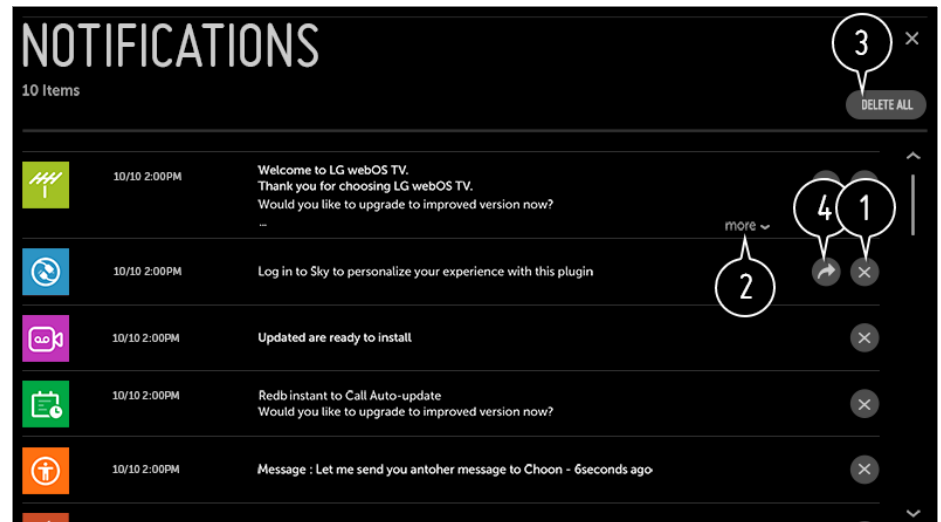 NOTIFICATIONS
3
10 Items
DELETE ALL
10/10 2:00PM
Welcome to LG webOS TV.
Thank you for choosing LG webOS TV.
Would you like to upgrade to improved version now?
...
more
4
1
10/10 2:00PM
Log in to Sky to personalize your experience with this plugin
2
10/10 2:00PM
Updated are ready to install
10/10 2:00PM
Redb instant to Call Auto-update
Would you like to upgrade to improved version now?
10/10 2:00PM
Message : Let me send you antoher message to Choon - 6seconds ago